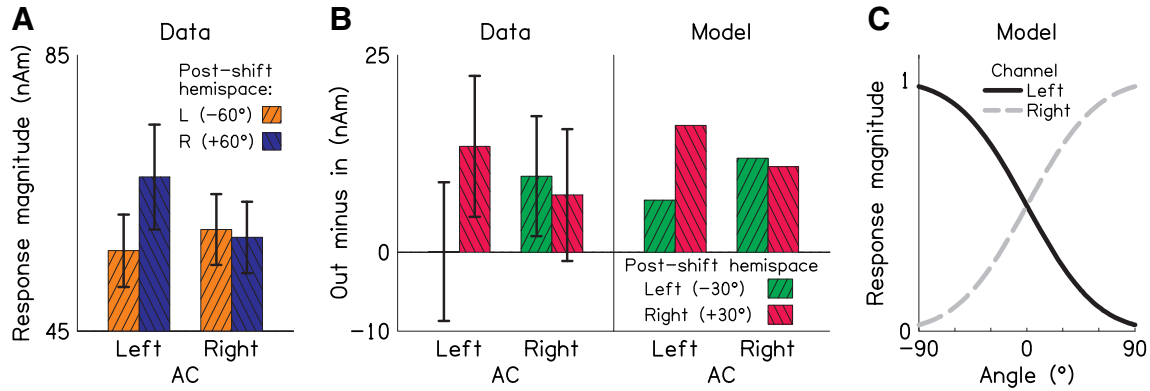 A
Data
Response magnitude (nAm)
85
45
Post-shift
hemispace:
L (−60°)
R (+60°)
Left Right
AC
B
Data
Model
Out minus in (nAm)
25
0
−10
Post-shift hemispace
Left (−30°)
Right (+30°)
Left Right
AC
Left Right
AC
C
Model
Response magnitude
1
0
Channel
Left
Right
−90 0 90
Angle (°)